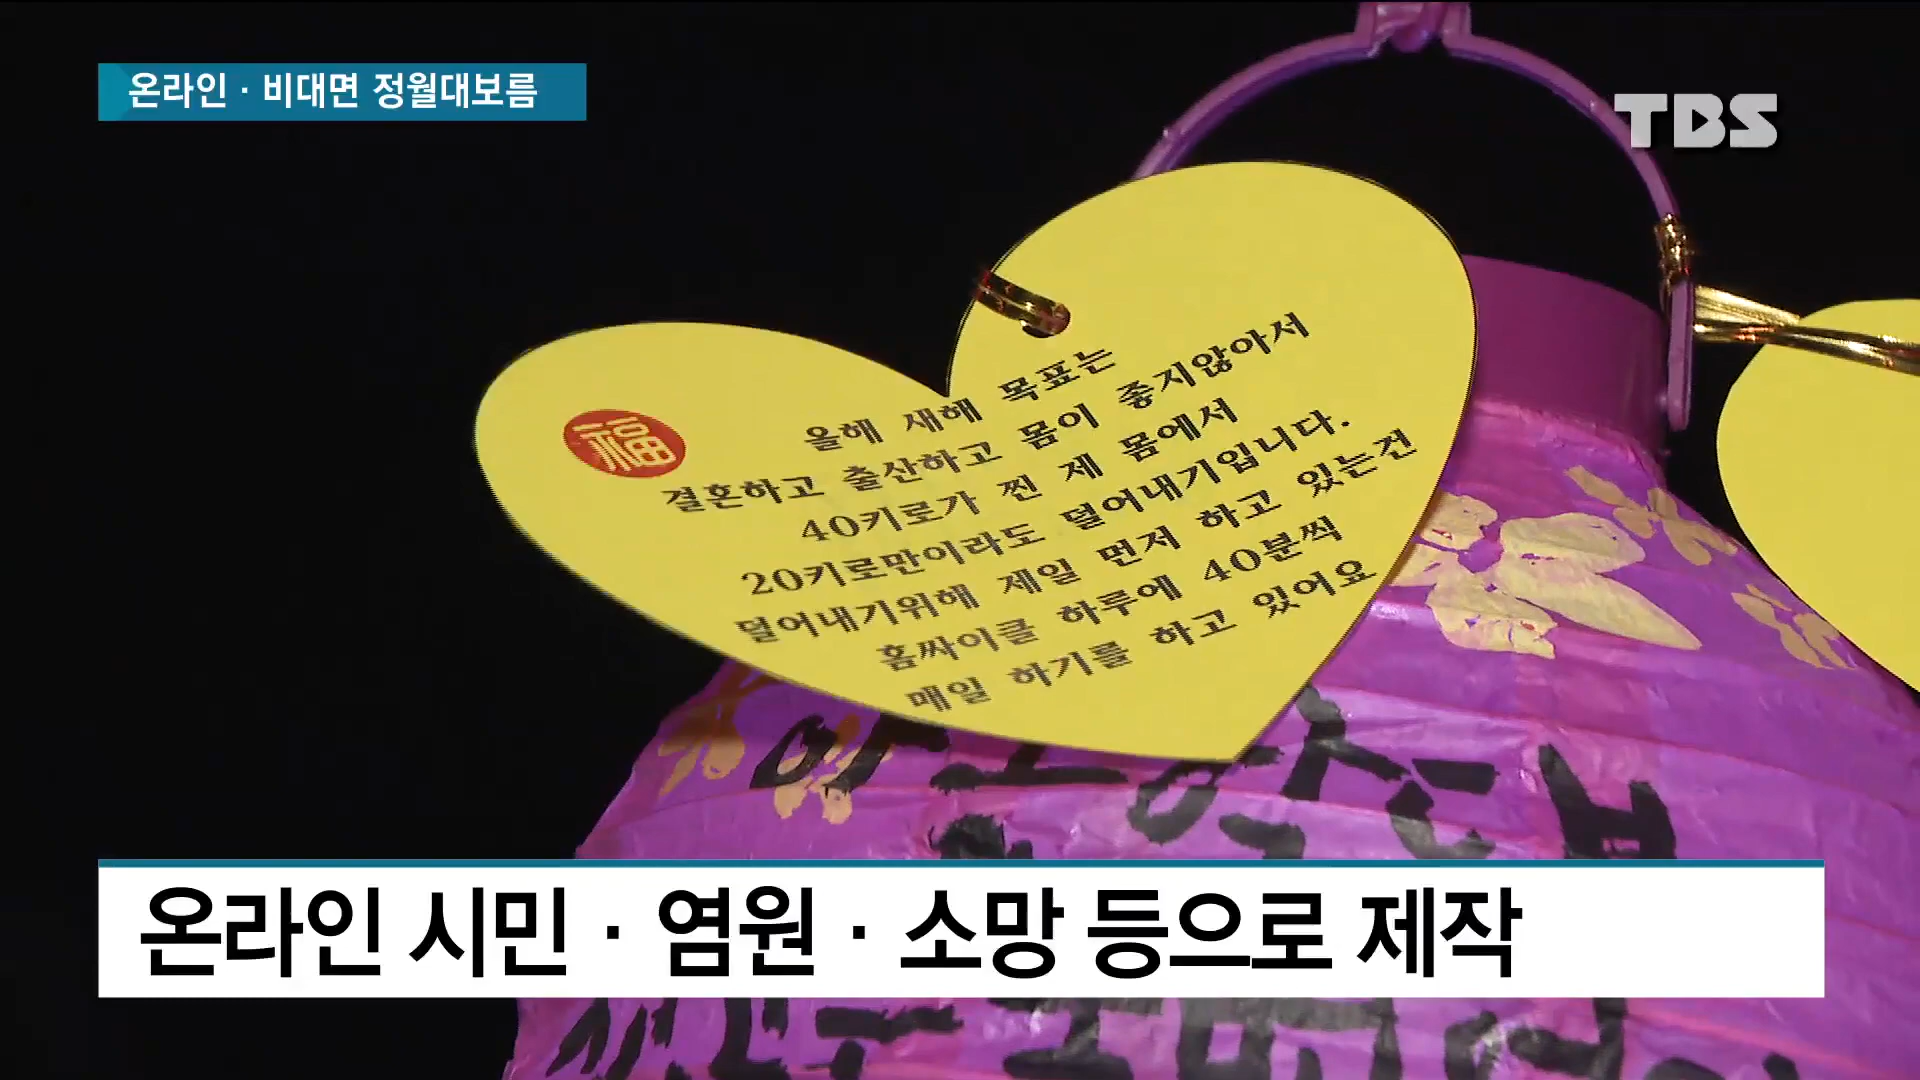 온라인 · 비대면 정월대보름
TBS
福
올해 새해 목표는
결혼하고 출산하고 몸이 좋지않아서
40키로가 찐 제 몸에서
20키로만이라도 덜어내기입니다.
덜어내기위해 제일 먼저 하고 있는건
홈싸이클 하루에 40분씩
매일 하기를 하고 있어요
온라인 시민 · 염원 · 소망 등으로 제작